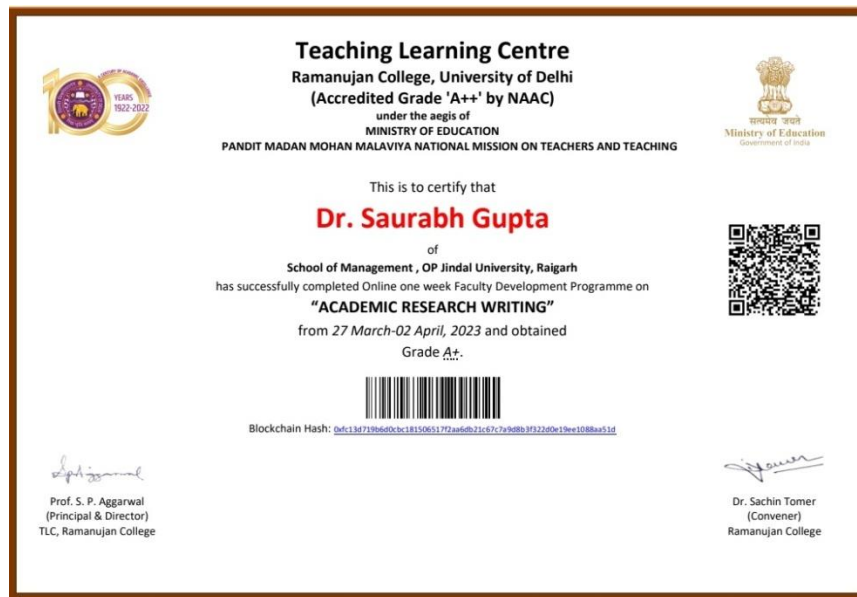 Teaching Learning Centre
Ramanujan College, University of Delhi
(Accredited Grade 'A++' by NAAC)
under the aegis of
MINISTRY OF EDUCATION
PANDIT MADAN MOHAN MALAVIYA NATIONAL MISSION ON TEACHERS AND TEACHING
100
YEARS
1922-2022
सत्यमेव जयते
Ministry of Education
Government of India
This is to certify that
Dr. Saurabh Gupta
of
School of Management , OP Jindal University, Raigarh
has successfully completed Online one week Faculty Development Programme on
“ACADEMIC RESEARCH WRITING”
from 27 March-02 April, 2023 and obtained
Grade A+.
Blockchain Hash: 0xfc13d719b6d0cbc181506517f2aa6db21c67c7a9d8b3f322d0e19ee1088aa51d
Prof. S. P. Aggarwal
(Principal & Director)
TLC, Ramanujan College
Dr. Sachin Tomer
(Convener)
Ramanujan College